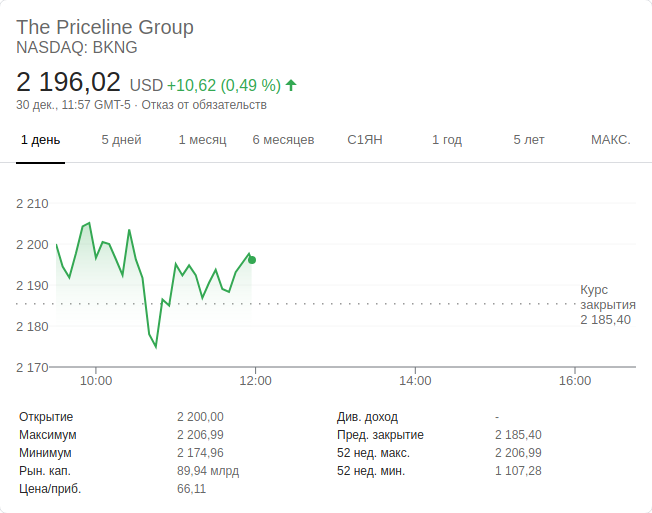 The Priceline Group
NASDAQ: BKNG
2 196,02 USD +10,62 (0,49 %)
30 дек., 11:57 GMT-5 · Отказ от обязательств
1 день 5 дней 1 месяц 6 месяцев С1ЯН 1 год 5 лет МАКС.
2 210
2 200
2 190
2 180
2 170
Курс
закрытия
2 185,40
10:00 12:00 14:00 16:00
Открытие 2 200,00 Див. доход -
Максимум 2 206,99 Пред. закрытие 2 185,40
Минимум 2 174,96 52 нед. макс. 2 206,99
Рын. кап. 89,94 млрд 52 нед. мин. 1 107,28
Цена/приб. 66,11